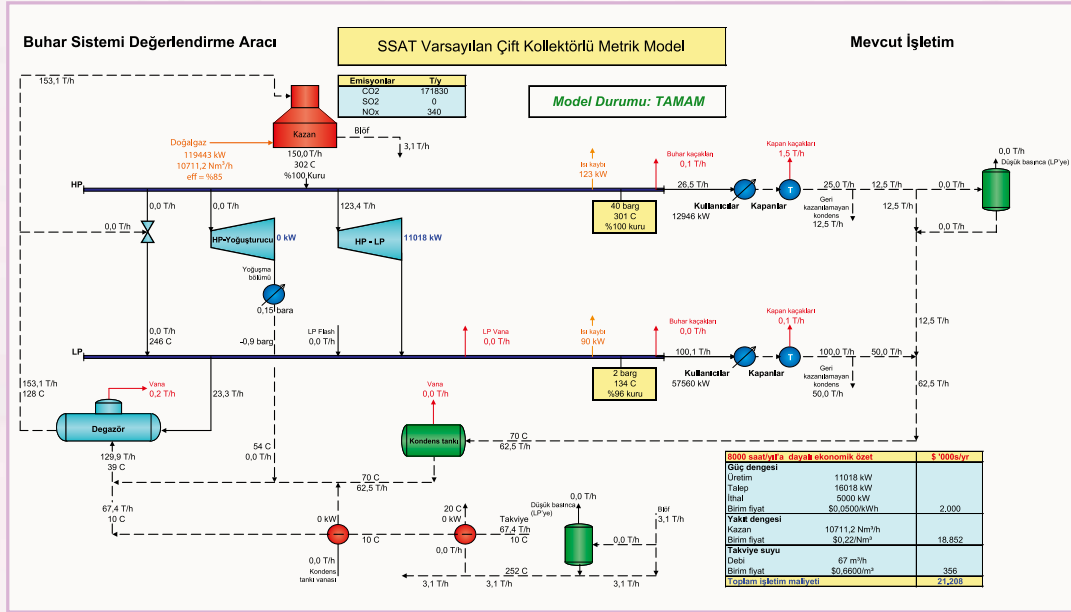 Buhar Sistemi Değerlendirme Aracı
SSAT Varsayılan Çift Kollektörlü Metrik Model
Mevcut İşletim
Emisyonlar T/y
CO2 171830
SO2 0
NOx 340
Model Durumu: TAMAM
153,1 T/h
Kazan
Blöf
3,1 T/h
Doğalgaz
119443 kW
10711,2 Nm³/h
eff = %85
150,0 T/h
302 C
%100 Kuru
HP
Isı kaybı
123 kW
Buhar kaçakları
0,1 T/h
Kapan kaçakları
1,5 T/h
0,0 T/h
Düşük basınca (LP'ye)
26,5 T/h
Kullanıcılar
12946 kW
Kapanlar
T
25,0 T/h
12,5 T/h
0,0 T/h
Geri
kazanılamayan
kondens
12,5 T/h
12,5 T/h
0,0 T/h
40 barg
301 C
%100 kuru
0,0 T/h
0,0 T/h
123,4 T/h
0,0 T/h
HP-Yoğuşturucu
0 kW
HP - LP
11018 kW
Yoğuşma
bölümü
0,15 bara
0,0 T/h
246 C
-0,9 barg
LP Flash
0,0 T/h
LP Vana
0,0 T/h
Isı kaybı
90 kW
Buhar kaçakları
0,0 T/h
Kapan kaçakları
0,1 T/h
12,5 T/h
LP
100,1 T/h
Kullanıcılar
57560 kW
Kapanlar
T
100,0 T/h
50,0 T/h
Geri
kazanılamayan
kondens
50,0 T/h
62,5 T/h
2 barg
134 C
%96 kuru
153,1 T/h
128 C
Vana
0,2 T/h
23,3 T/h
Degazör
Vana
0,0 T/h
Kondens tankı
70 C
62,5 T/h
129,9 T/h
39 C
54 C
0,0 T/h
70 C
62,5 T/h
67,4 T/h
10 C
0 kW
10 C
0,0 T/h
Kondens
tankı vanası
20 C
0 kW
Takviye
67,4 T/h
10 C
0,0 T/h
Düşük basınca
(LP'ye)
0,0 T/h
Blöf
3,1 T/h
0,0 T/h
252 C
3,1 T/h
3,1 T/h
3,1 T/h
8000 saat/yıl'a dayalı ekonomik özet $ '000s/yr
Güç dengesi
Üretim 11018 kW
Talep 16018 kW
İthal 5000 kW
Birim fiyat $0,0500/kWh 2.000
Yakıt dengesi
Kazan 10711,2 Nm³/h
Birim fiyat $0,22/Nm³ 18.852
Takviye suyu
Debi 67 m³/h
Birim fiyat $0,6600/m³ 356
Toplam işletim maliyeti 21,208